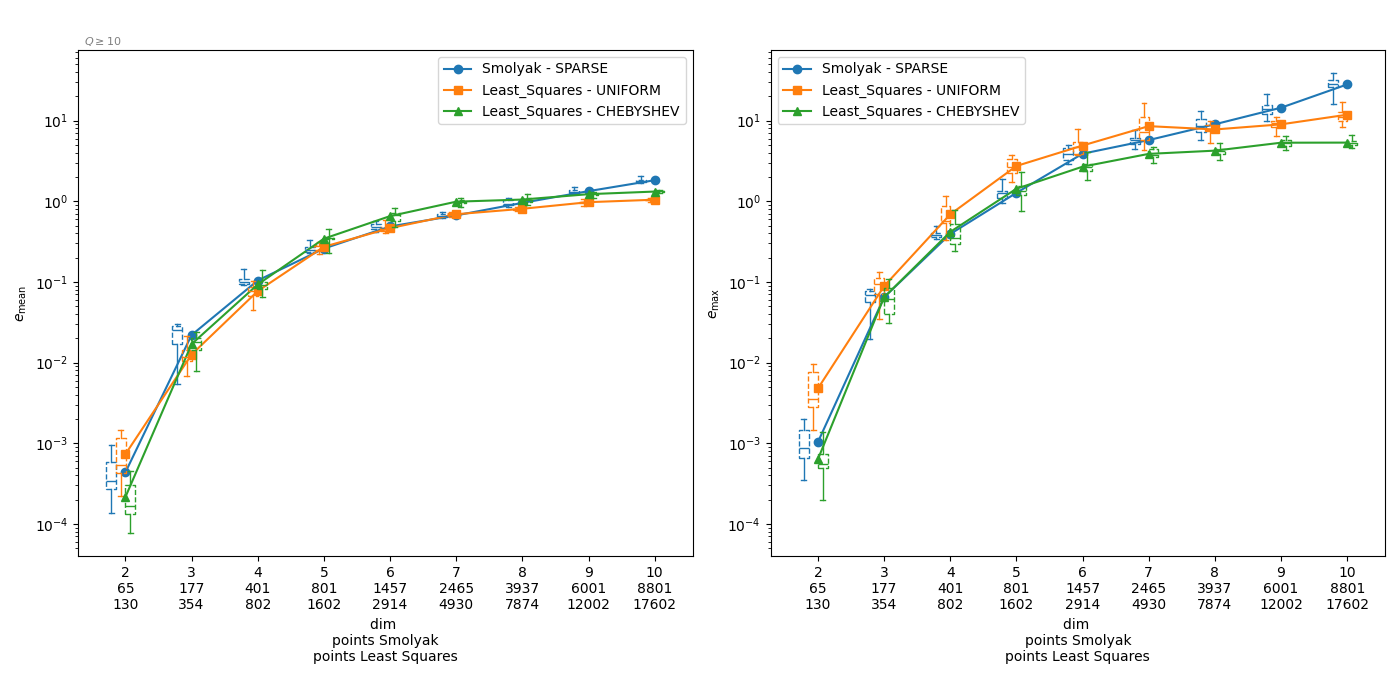 Q ≥ 10
Smolyak - SPARSE
Least_Squares - UNIFORM
Least_Squares - CHEBYSHEV
10¹
10⁰
10⁻¹
10⁻²
10⁻³
10⁻⁴
e_mean
2 3 4 5 6 7 8 9 10
65 177 401 801 1457 2465 3937 6001 8801
130 354 802 1602 2914 4930 7874 12002 17602
dim
points Smolyak
points Least Squares
Smolyak - SPARSE
Least_Squares - UNIFORM
Least_Squares - CHEBYSHEV
10¹
10⁰
10⁻¹
10⁻²
10⁻³
10⁻⁴
e_max
2 3 4 5 6 7 8 9 10
65 177 401 801 1457 2465 3937 6001 8801
130 354 802 1602 2914 4930 7874 12002 17602
dim
points Smolyak
points Least Squares